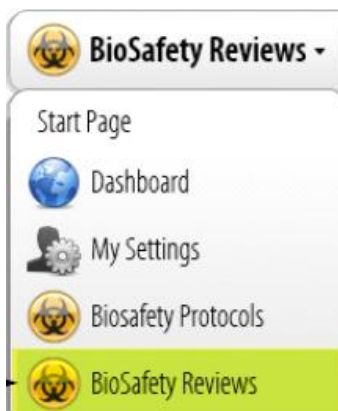 BioSafety Reviews
Start Page
Dashboard
My Settings
Biosafety Protocols
BioSafety Reviews